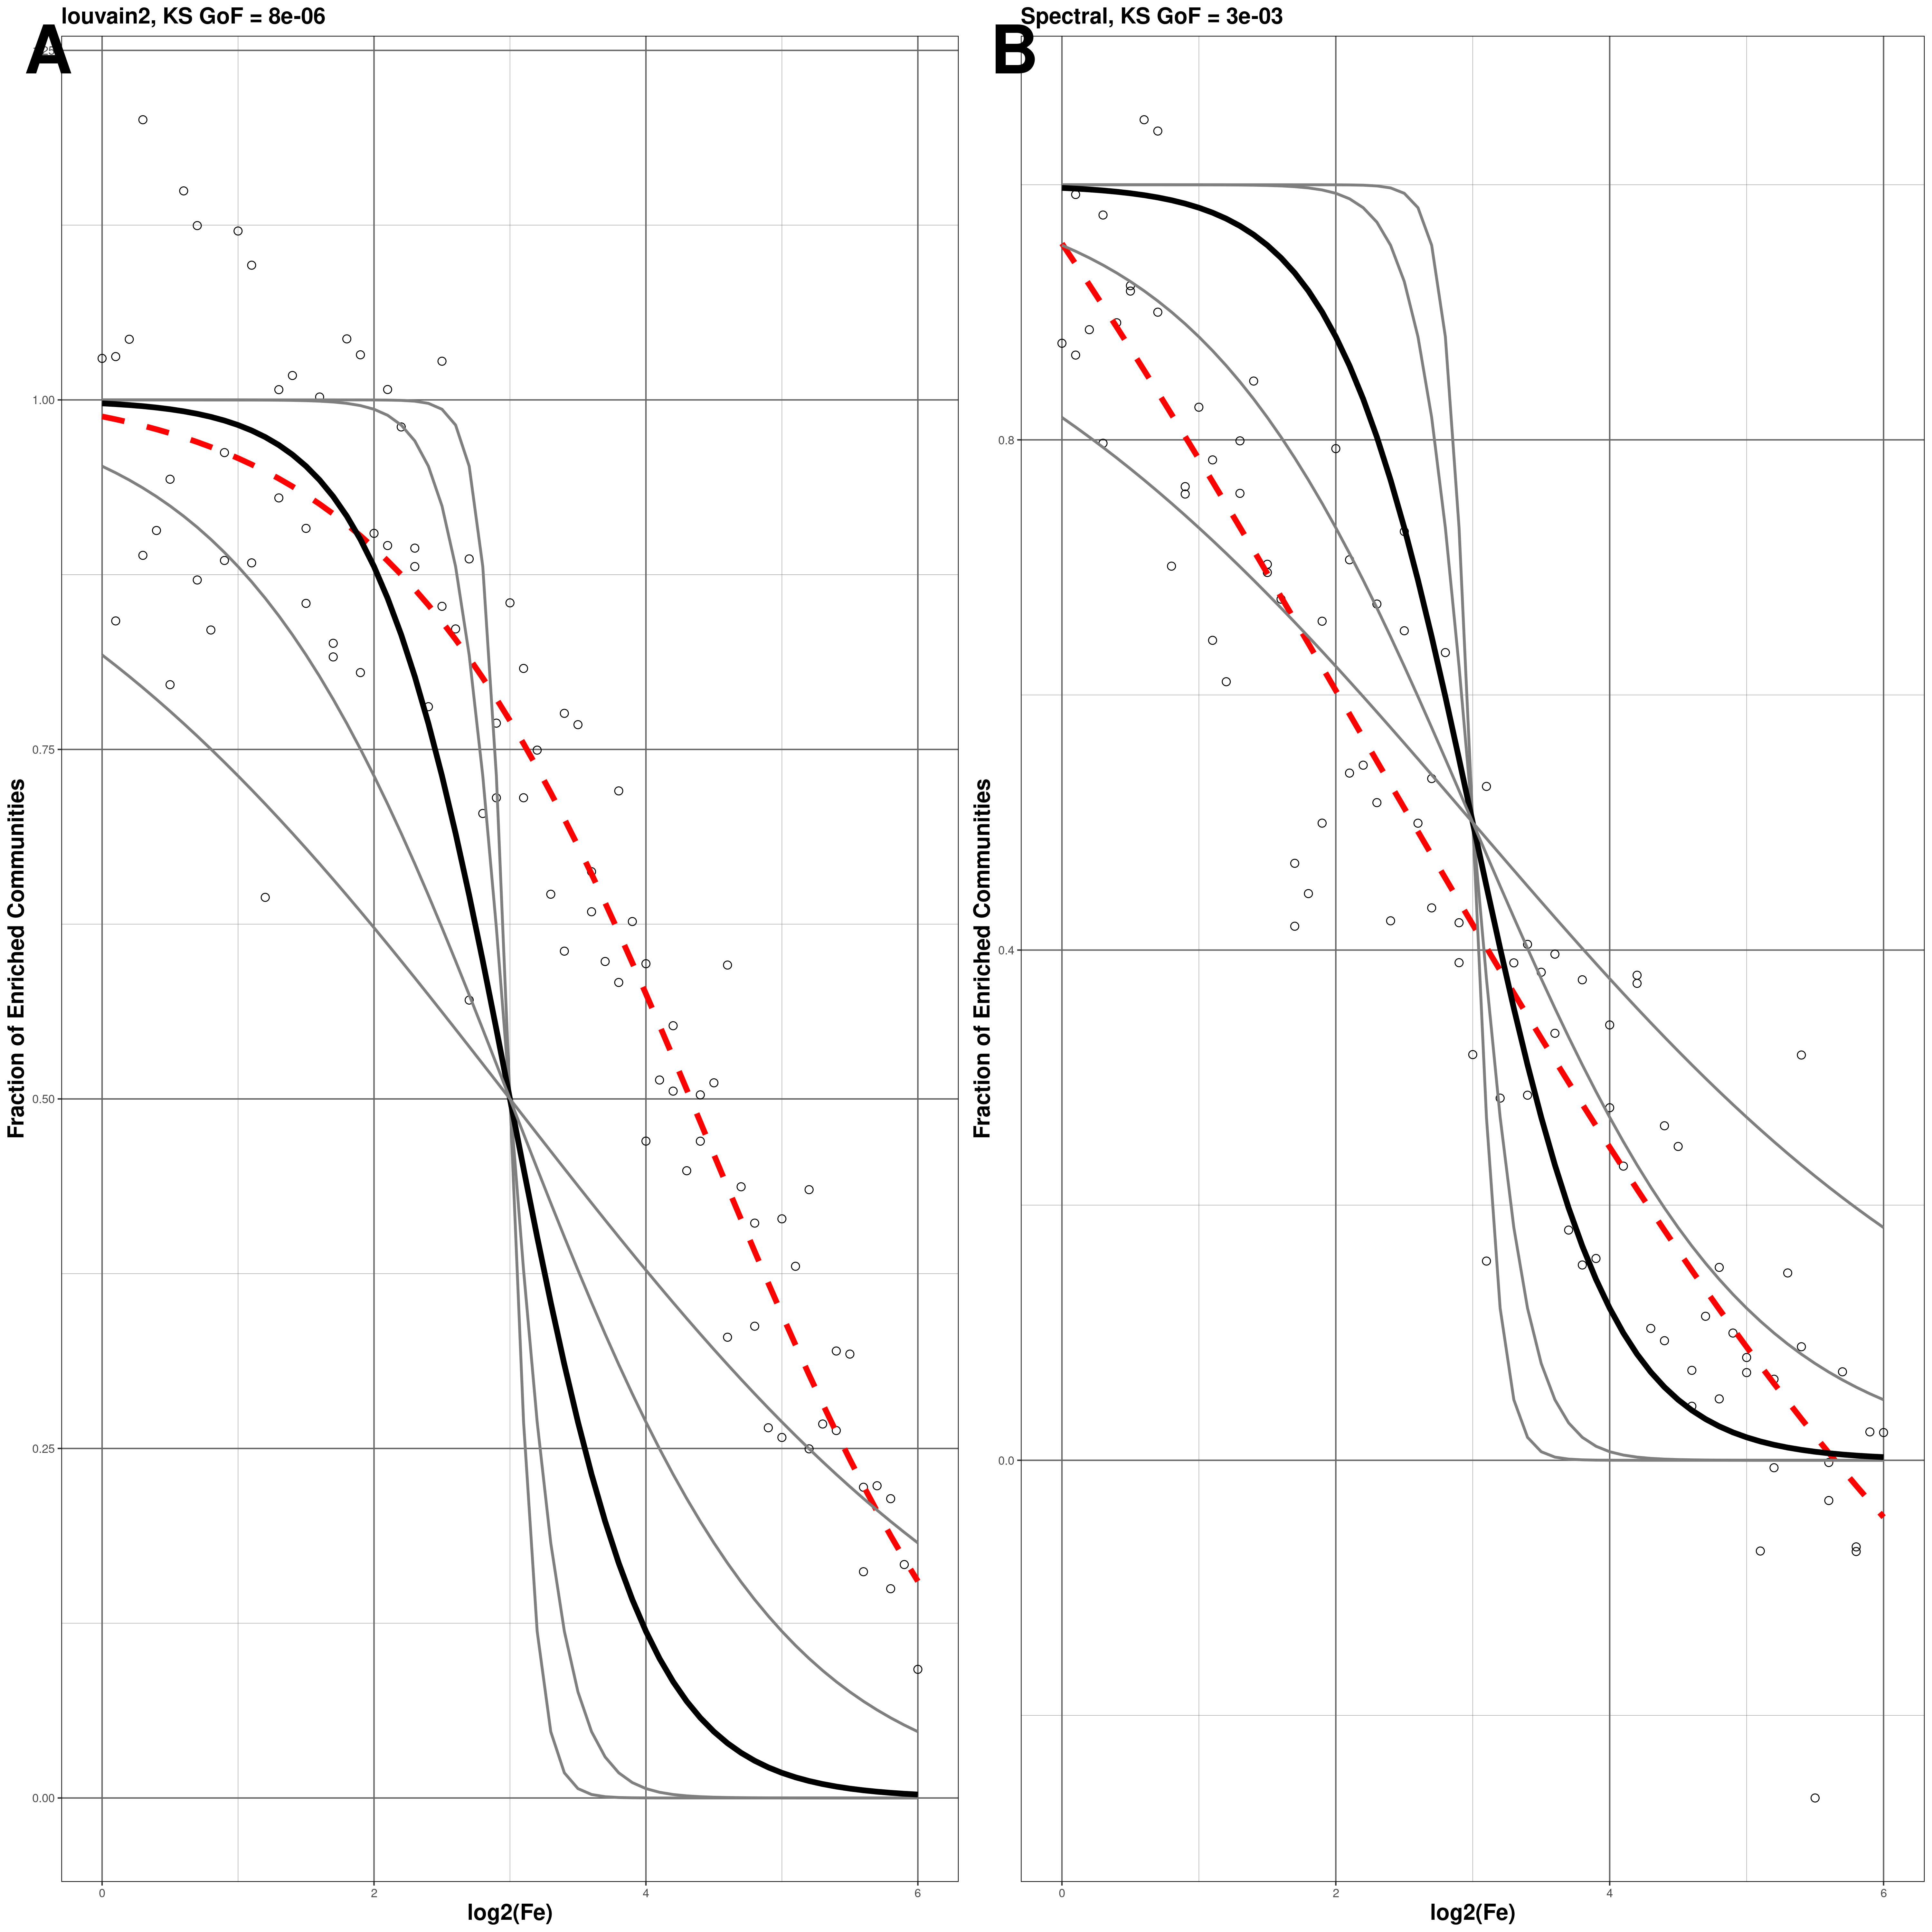 louvain2, KS GoF = 8e-06
A
Fraction of Enriched Communities
1.00
0.75
0.50
0.25
0.00
0 2 4 6
log2(Fe)
Spectral, KS GoF = 3e-03
B
Fraction of Enriched Communities
0.8
0.4
0.0
0 2 4 6
log2(Fe)